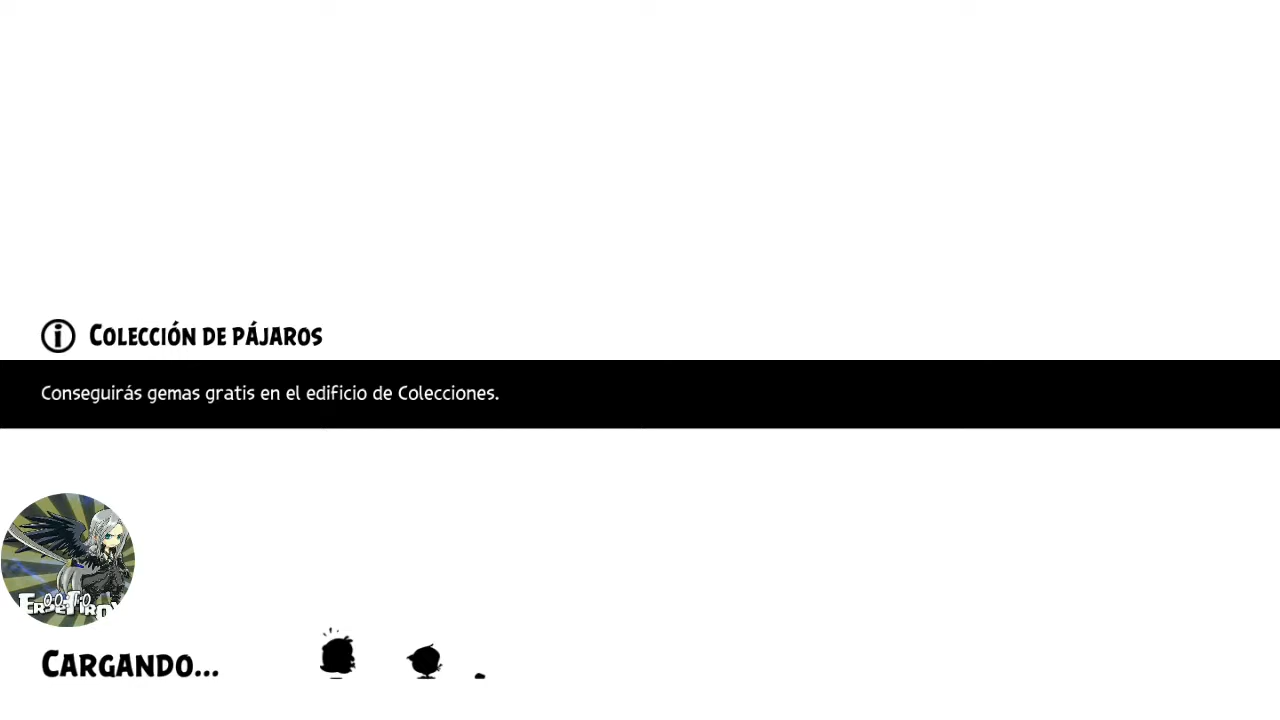 COLECCIÓN DE PÁJAROS
Conseguirás gemas gratis en el edificio de Colecciones.
CARGANDO...